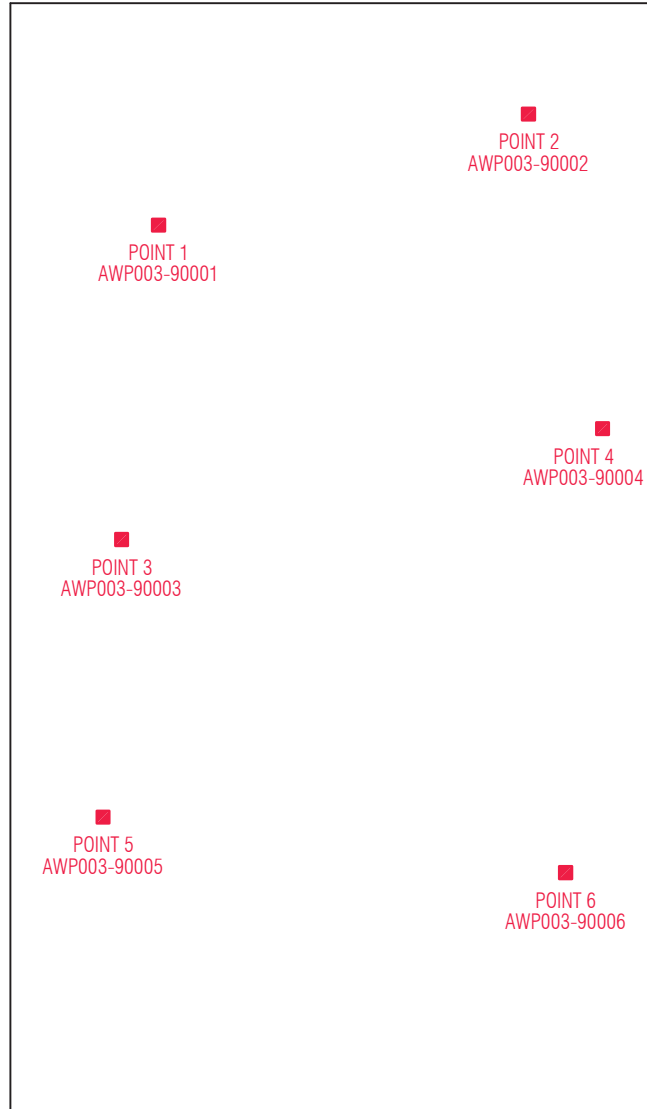 POINT 2
AWP003-90002
POINT 1
AWP003-90001
POINT 4
AWP003-90004
POINT 3
AWP003-90003
POINT 5
AWP003-90005
POINT 6
AWP003-90006